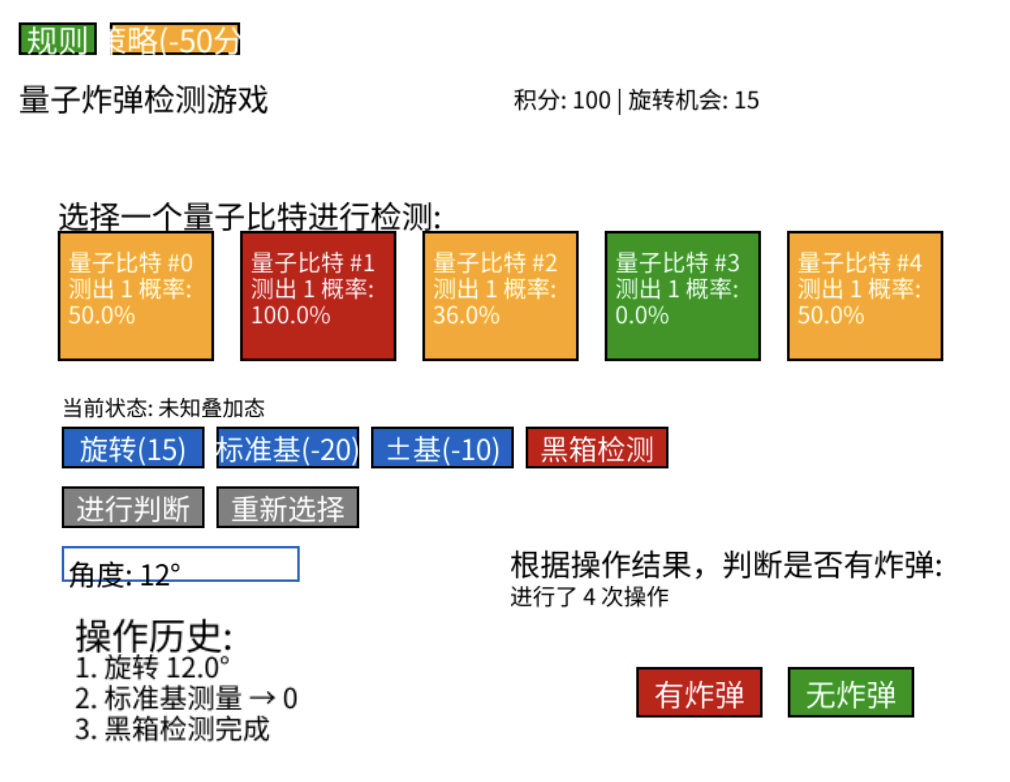 规则
策略(-50分
量子炸弹检测游戏
积分: 100 | 旋转机会: 15
选择一个量子比特进行检测:
量子比特 #0
测出 1 概率:
50.0%
量子比特 #1
测出 1 概率:
100.0%
量子比特 #2
测出 1 概率:
36.0%
量子比特 #3
测出 1 概率:
0.0%
量子比特 #4
测出 1 概率:
50.0%
当前状态: 未知叠加态
旋转(15)
标准基(-20)
±基(-10)
黑箱检测
进行判断
重新选择
角度: 12°
根据操作结果，判断是否有炸弹:
进行了 4 次操作
操作历史:
1. 旋转 12.0°
2. 标准基测量 → 0
3. 黑箱检测完成
有炸弹
无炸弹